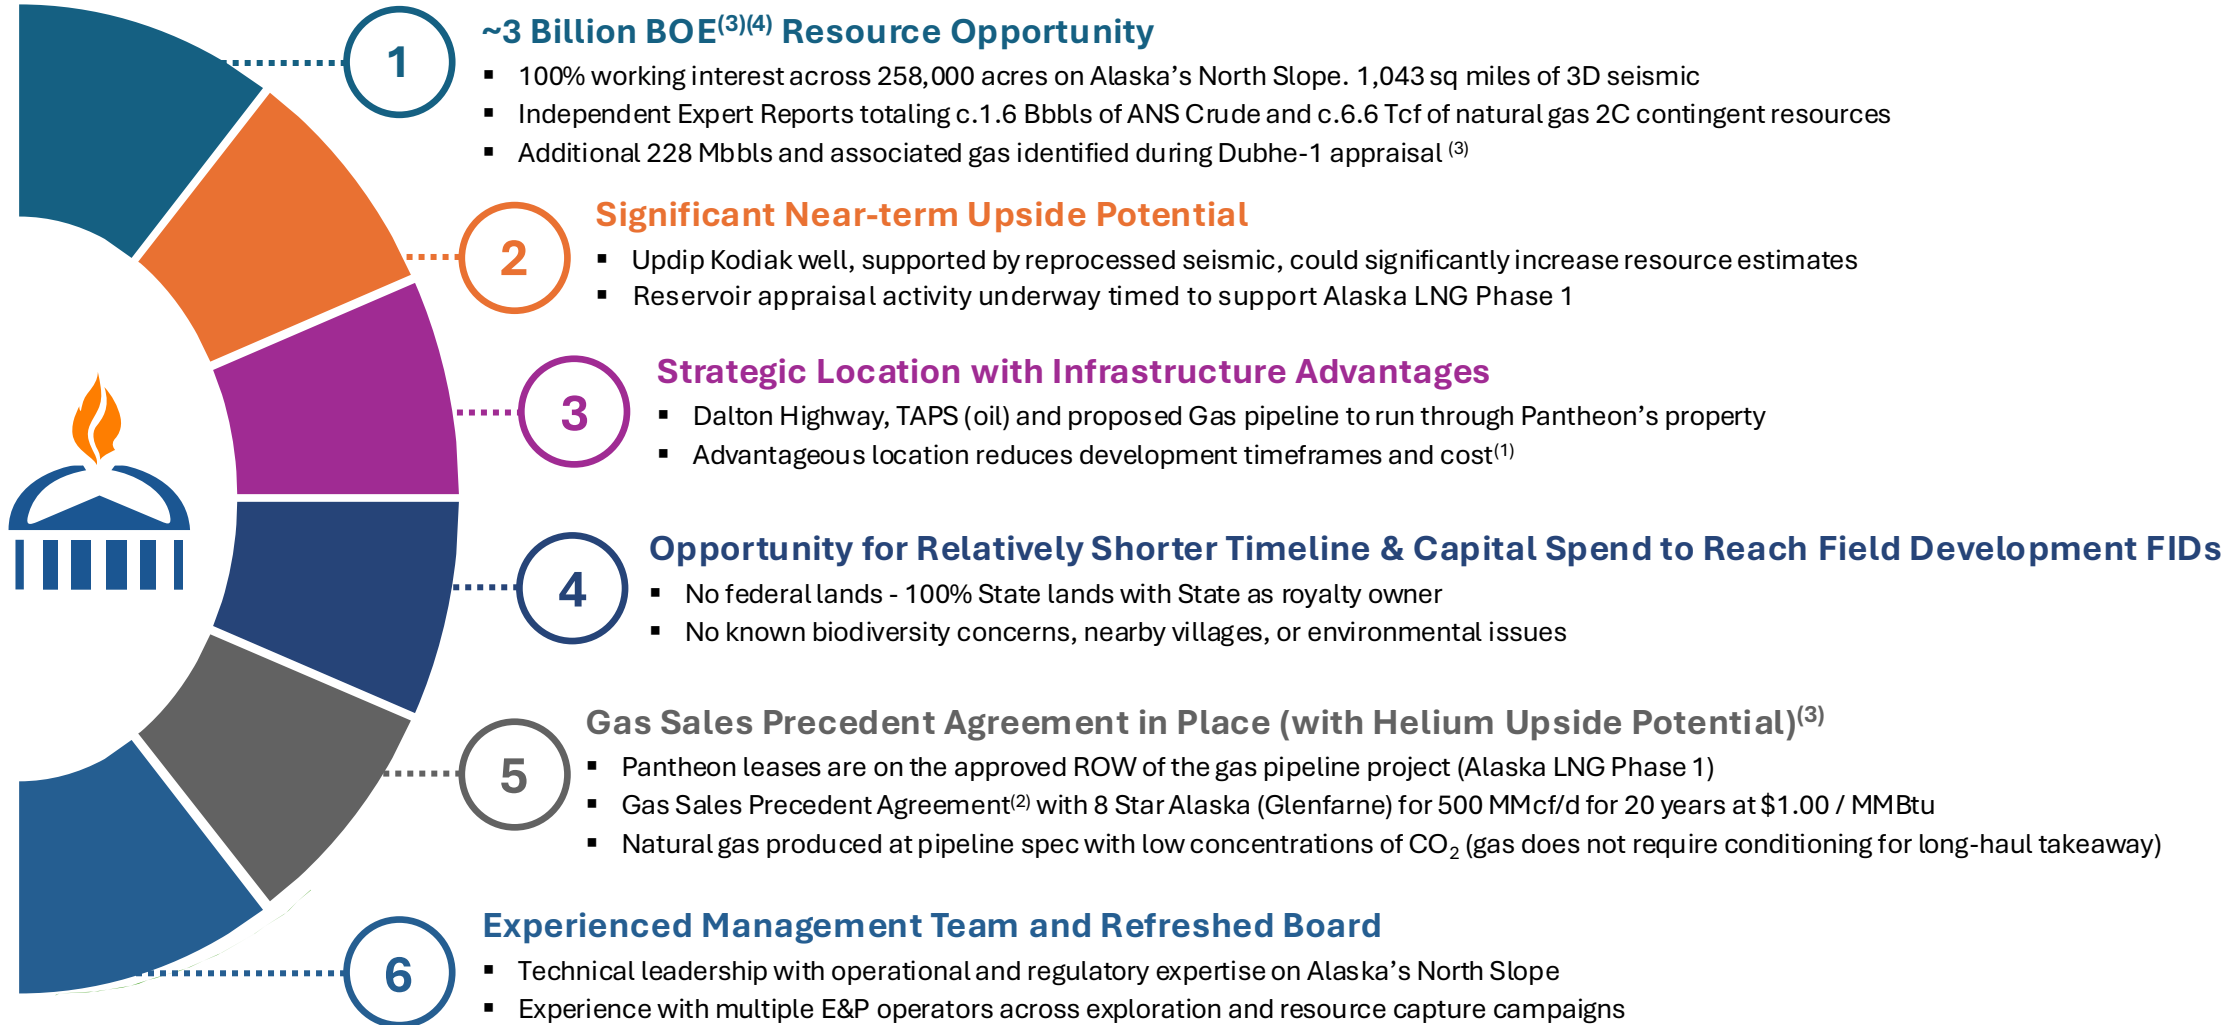 1
~3 Billion BOE(3)(4) Resource Opportunity
▪ 100% working interest across 258,000 acres on Alaska’s North Slope. 1,043 sq miles of 3D seismic
▪ Independent Expert Reports totaling c.1.6 Bbbls of ANS Crude and c.6.6 Tcf of natural gas 2C contingent resources
▪ Additional 228 Mbbls and associated gas identified during Dubhe-1 appraisal (3)
2
Significant Near-term Upside Potential
▪ Updip Kodiak well, supported by reprocessed seismic, could significantly increase resource estimates
▪ Reservoir appraisal activity underway timed to support Alaska LNG Phase 1
3
Strategic Location with Infrastructure Advantages
▪ Dalton Highway, TAPS (oil) and proposed Gas pipeline to run through Pantheon’s property
▪ Advantageous location reduces development timeframes and cost(1)
4
Opportunity for Relatively Shorter Timeline & Capital Spend to Reach Field Development FIDs
▪ No federal lands - 100% State lands with State as royalty owner
▪ No known biodiversity concerns, nearby villages, or environmental issues
5
Gas Sales Precedent Agreement in Place (with Helium Upside Potential)(3)
▪ Pantheon leases are on the approved ROW of the gas pipeline project (Alaska LNG Phase 1)
▪ Gas Sales Precedent Agreement(2) with 8 Star Alaska (Glenfarne) for 500 MMcf/d for 20 years at $1.00 / MMBtu
▪ Natural gas produced at pipeline spec with low concentrations of CO2 (gas does not require conditioning for long-haul takeaway)
6
Experienced Management Team and Refreshed Board
▪ Technical leadership with operational and regulatory expertise on Alaska’s North Slope
▪ Experience with multiple E&P operators across exploration and resource capture campaigns